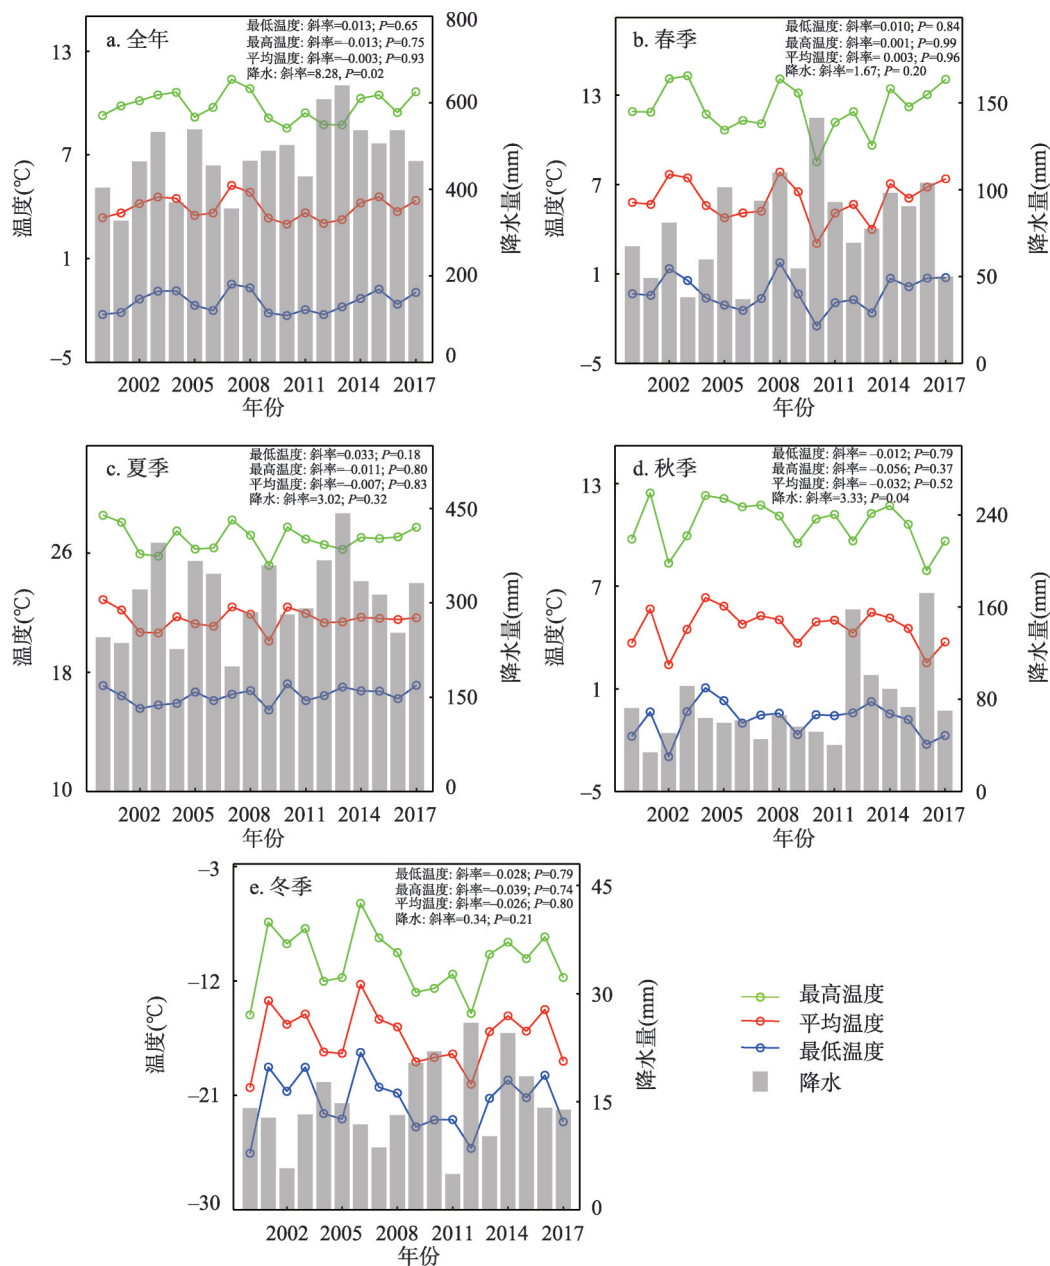 a. 全年
最低温度: 斜率=0.013; P=0.65
最高温度: 斜率=–0.013; P=0.75
平均温度: 斜率=–0.003; P=0.93
降水: 斜率=8.28, P=0.02
温度(℃)
13
7
1
–5
降水量(mm)
800
600
400
200
0
2002 2005 2008 2011 2014 2017
年份
b. 春季
最低温度: 斜率=0.010; P= 0.84
最高温度: 斜率=0.001; P=0.99
平均温度: 斜率= 0.003; P=0.96
降水: 斜率=1.67; P= 0.20
温度(℃)
13
7
1
–5
降水量(mm)
150
100
50
0
2002 2005 2008 2011 2014 2017
年份
c. 夏季
最低温度: 斜率=0.033; P=0.18
最高温度: 斜率=–0.011; P=0.80
平均温度: 斜率=–0.007; P=0.83
降水: 斜率=3.02, P=0.32
温度(℃)
26
18
10
降水量(mm)
450
300
150
0
2002 2005 2008 2011 2014 2017
年份
d. 秋季
最低温度: 斜率= –0.012; P=0.79
最高温度: 斜率= –0.056; P=0.37
平均温度: 斜率= –0.032; P=0.52
降水: 斜率=3.33, P=0.04
温度(℃)
13
7
1
–5
降水量(mm)
240
160
80
0
2002 2005 2008 2011 2014 2017
年份
e. 冬季
最低温度: 斜率=–0.028; P=0.79
最高温度: 斜率=–0.039; P=0.74
平均温度: 斜率=–0.026; P=0.80
降水: 斜率=0.34; P=0.21
温度(℃)
–3
–12
–21
–30
降水量(mm)
45
30
15
0
2002 2005 2008 2011 2014 2017
年份
最高温度
平均温度
最低温度
降水